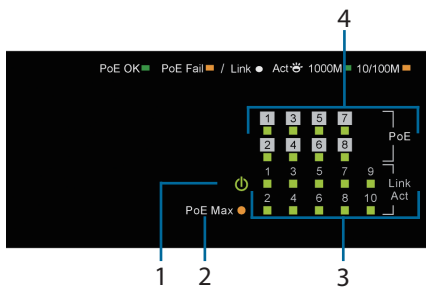 4
PoE OK PoE Fail / Link Act 1000M 10/100M
1 3 5 7
PoE
2 4 6 8
1 3 5 7 9
Link
Act
2 4 6 8 10
PoE Max
1 2 3